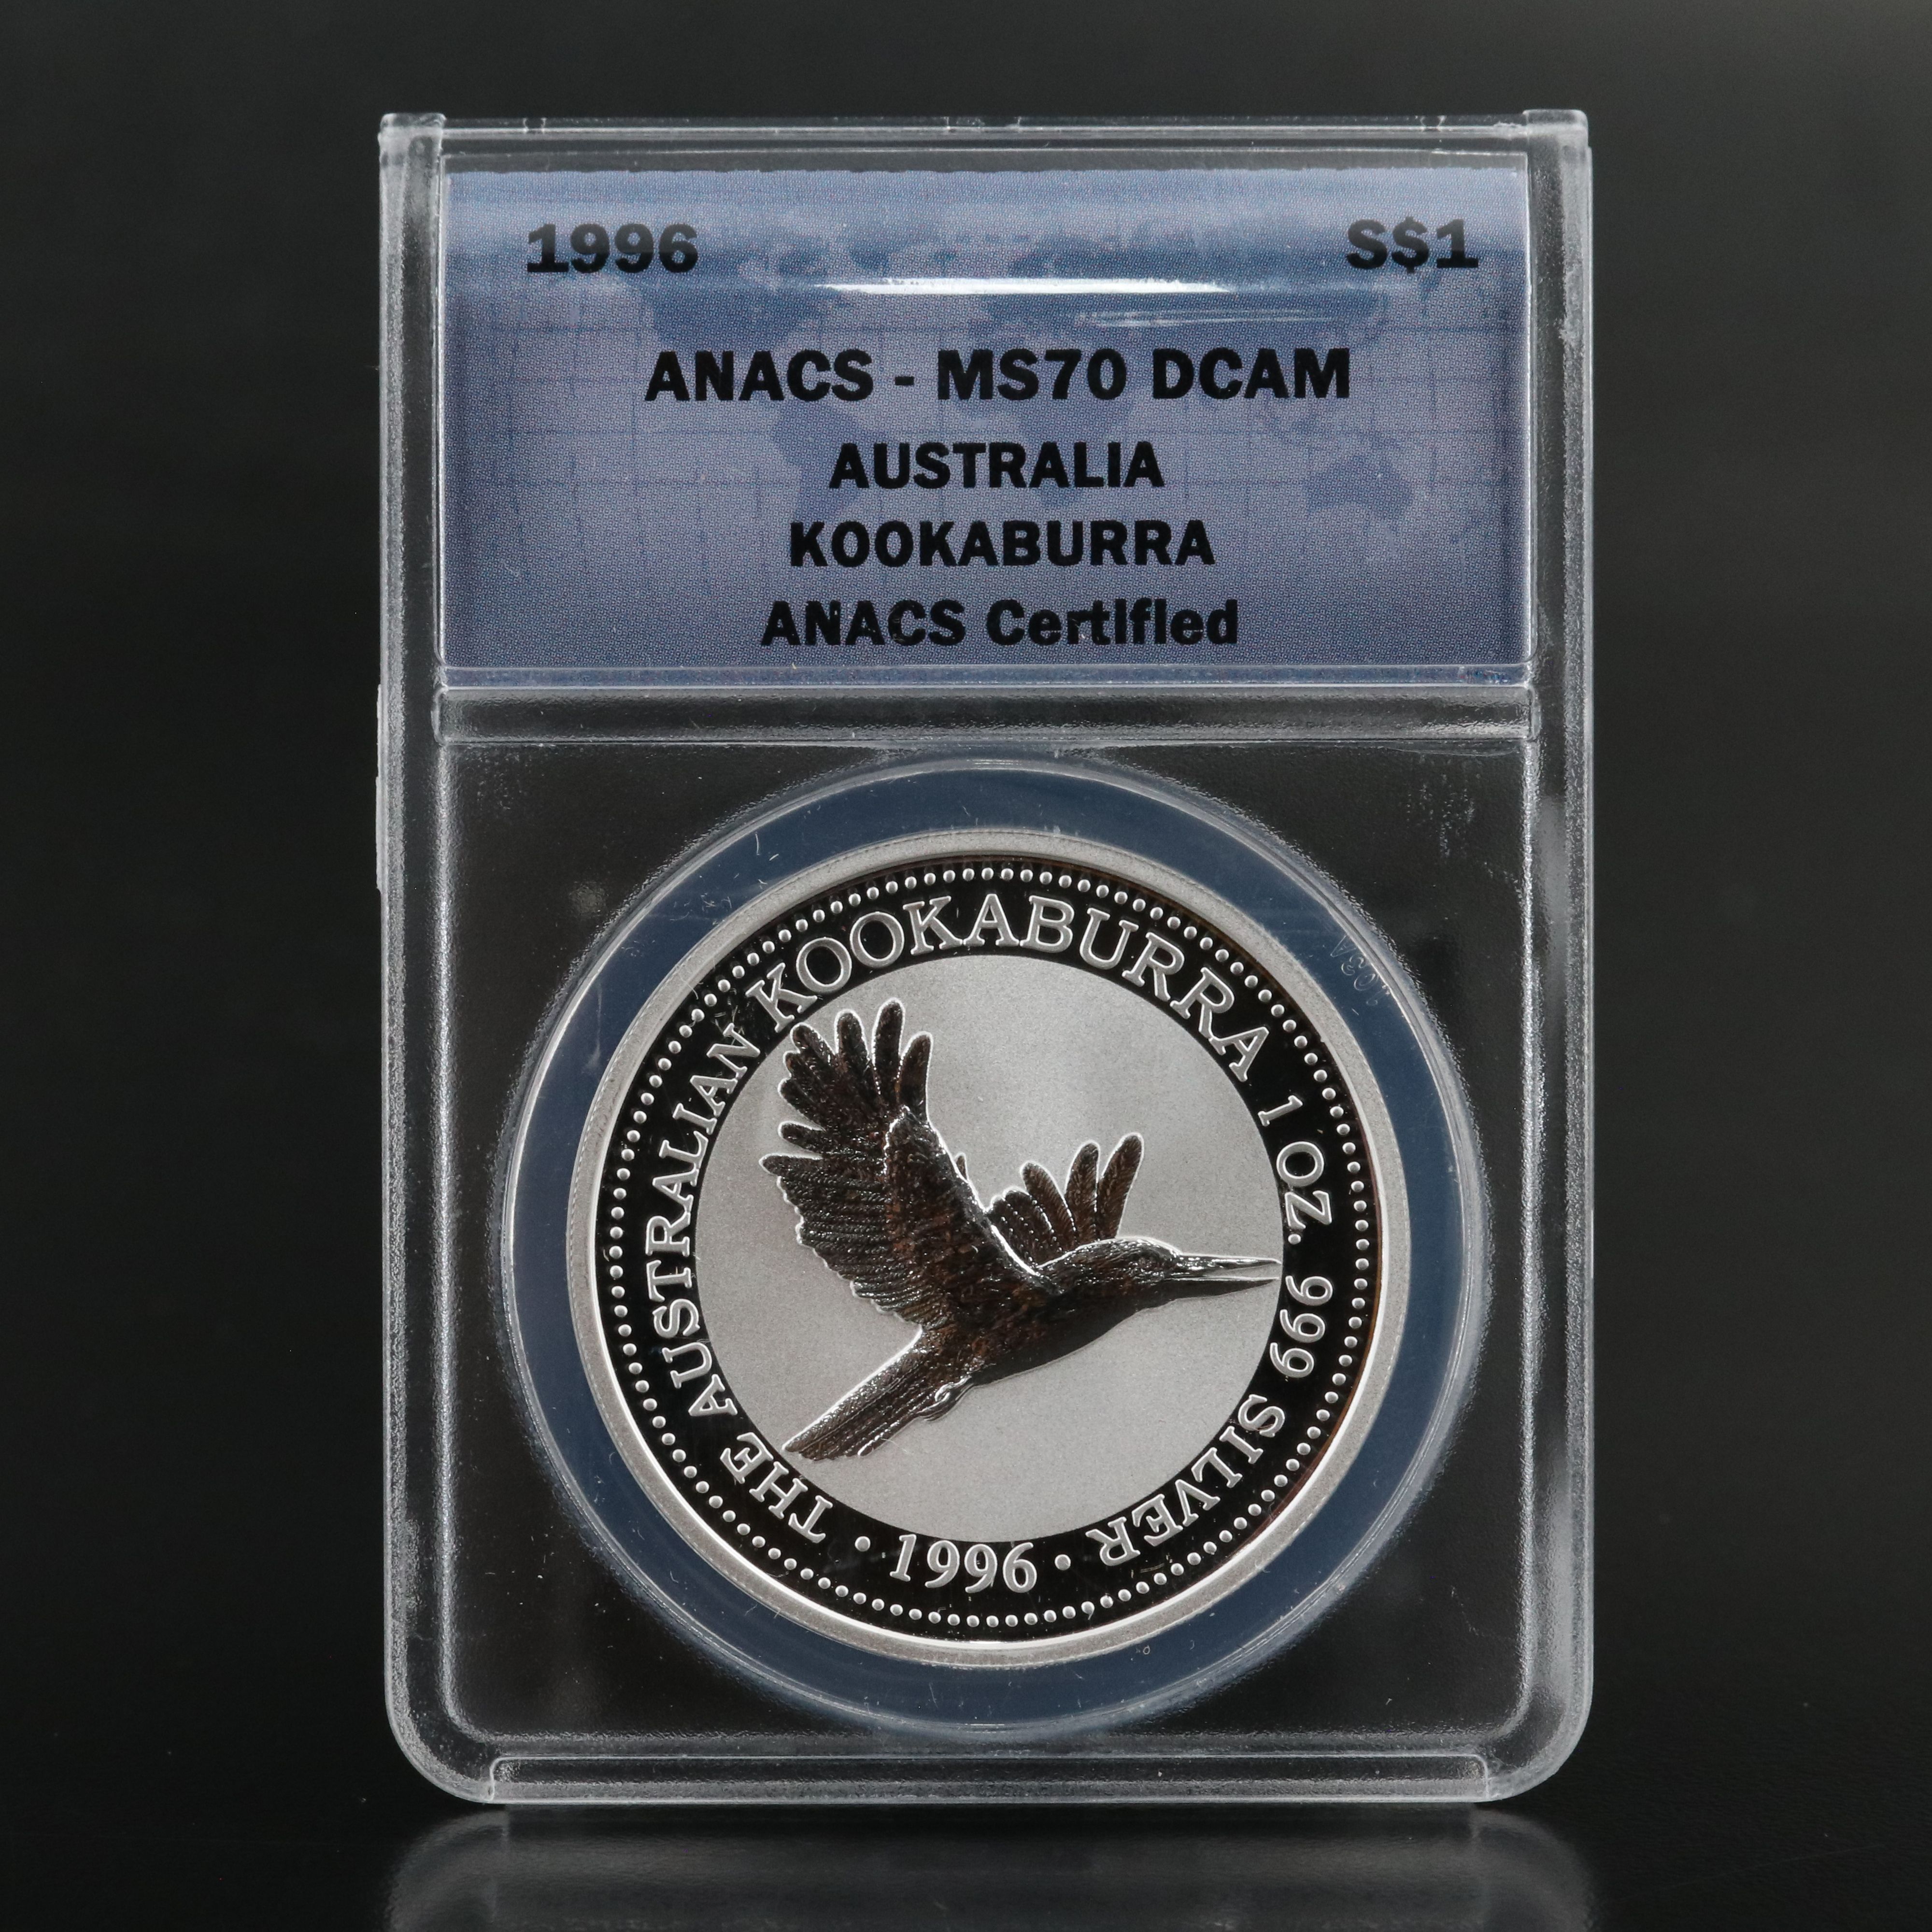 1996 S$1
ANACS - MS70 DCAM
AUSTRALIA
KOOKABURRA
ANACS Certified
THE AUSTRALIAN KOOKABURRA 1 OZ. 999 SILVER
· 1996 ·